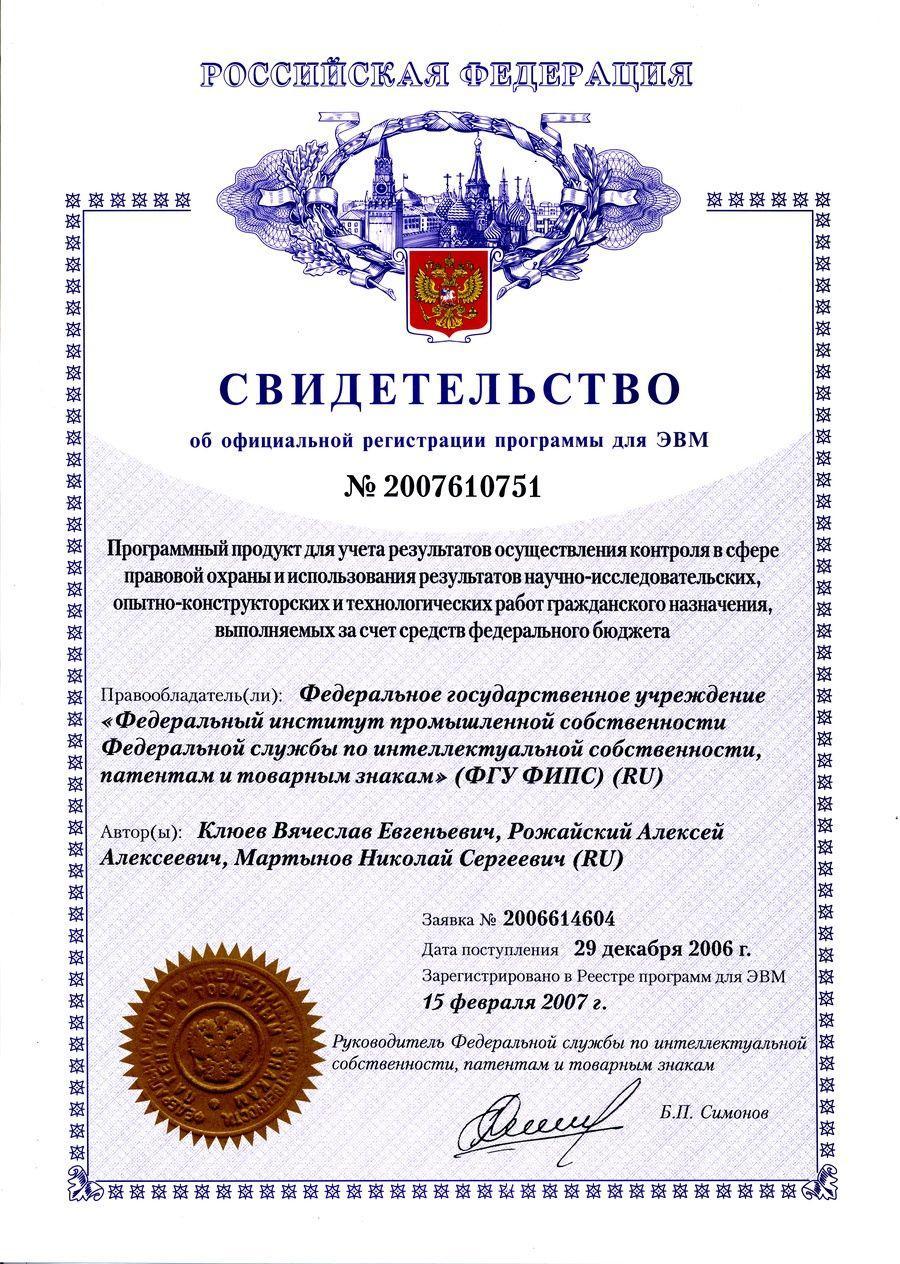 РОССИЙСКАЯ ФЕДЕРАЦИЯ
СВИДЕТЕЛЬСТВО
об официальной регистрации программы для ЭВМ
№ 2007610751
Программный продукт для учета результатов осуществления контроля в сфере
правовой охраны и использования результатов научно-исследовательских,
опытно-конструкторских и технологических работ гражданского назначения,
выполняемых за счет средств федерального бюджета
Правообладатель(ли): Федеральное государственное учреждение
«Федеральный институт промышленной собственности
Федеральной службы по интеллектуальной собственности,
патентам и товарным знакам» (ФГУ ФИПС) (RU)
Автор(ы): Клюев Вячеслав Евгеньевич, Рожайский Алексей
Алексеевич, Мартынов Николай Сергеевич (RU)
Заявка № 2006614604
Дата поступления 29 декабря 2006 г.
Зарегистрировано в Реестре программ для ЭВМ
15 февраля 2007 г.
Руководитель Федеральной службы по интеллектуальной
собственности, патентам и товарным знакам
Б.П. Симонов